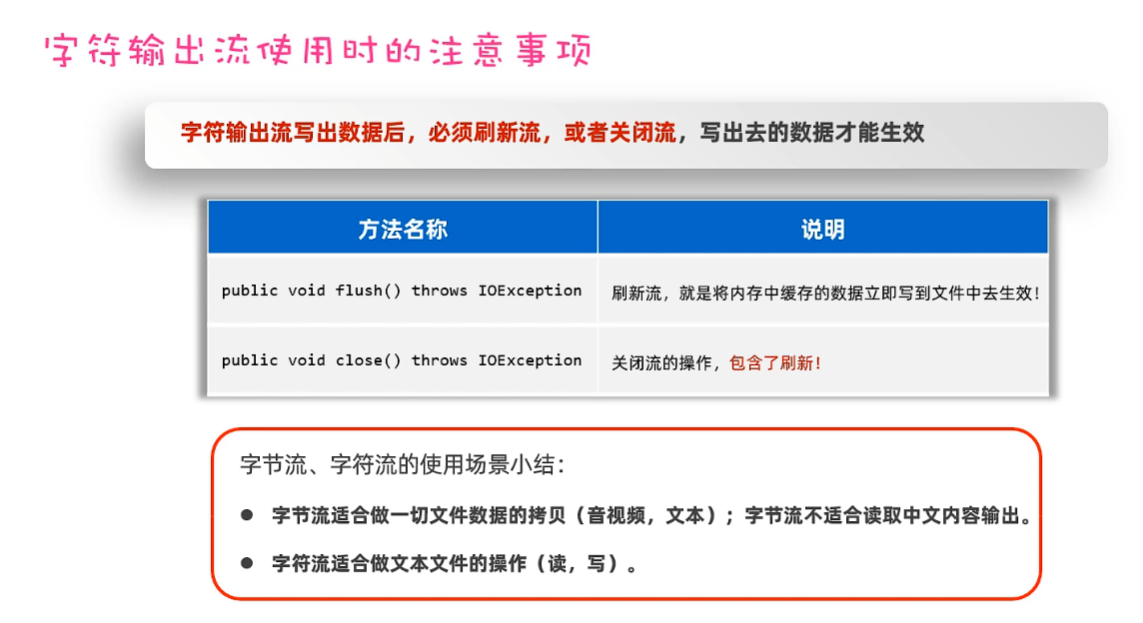 字符输出流使用时的注意事项
字符输出流写出数据后，必须刷新流，或者关闭流，写出去的数据才能生效
方法名称
说明
public void flush() throws IOException
刷新流，就是将内存中缓存的数据立即写到文件中去生效！
public void close() throws IOException
关闭流的操作，包含了刷新！
字节流、字符流的使用场景小结：
● 字节流适合做一切文件数据的拷贝（音视频，文本）；字节流不适合读取中文内容输出。
● 字符流适合做文本文件的操作（读，写）。